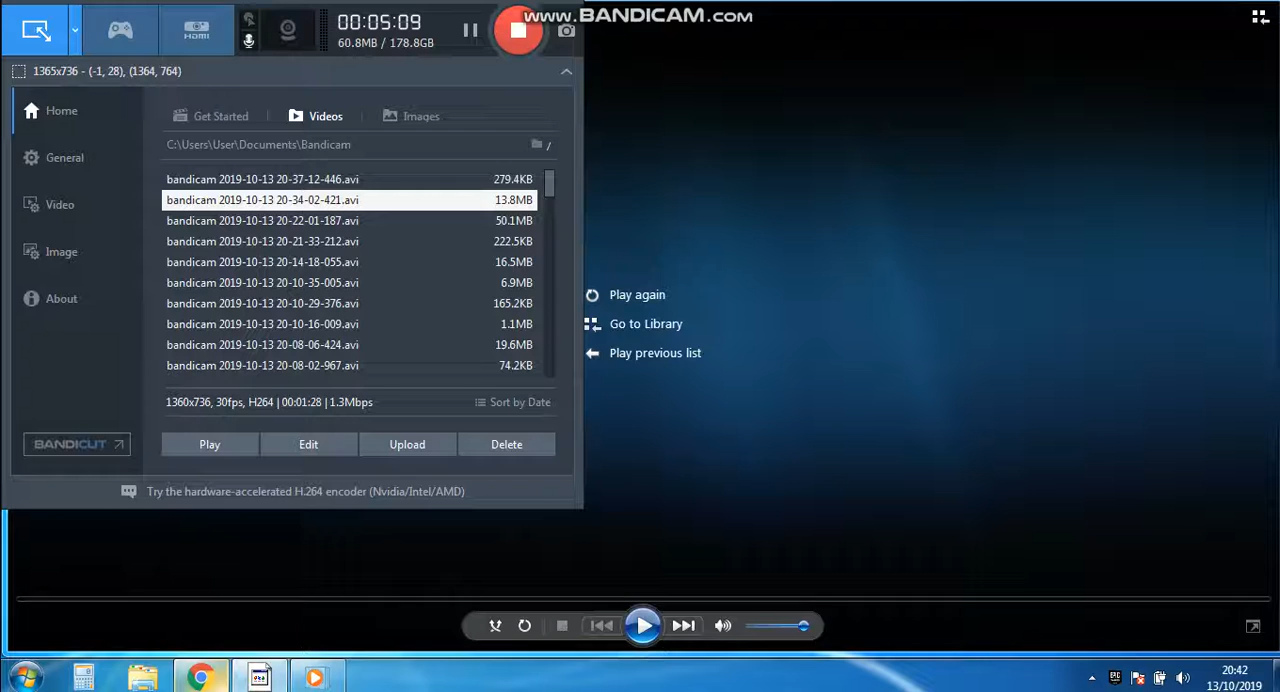 www.BANDICAM.com
00:05:09
60.8MB / 178.8GB
HDMI
1365x736 - (-1, 28), (1364, 764)
Home
General
Video
Image
About
Get Started
Videos
Images
C:\Users\User\Documents\Bandicam
bandicam 2019-10-13 20-37-12-446.avi 279.4KB
bandicam 2019-10-13 20-34-02-421.avi 13.8MB
bandicam 2019-10-13 20-22-01-187.avi 50.1MB
bandicam 2019-10-13 20-21-33-212.avi 222.5KB
bandicam 2019-10-13 20-14-18-055.avi 16.5MB
bandicam 2019-10-13 20-10-35-005.avi 6.9MB
bandicam 2019-10-13 20-10-29-376.avi 165.2KB
bandicam 2019-10-13 20-10-16-009.avi 1.1MB
bandicam 2019-10-13 20-08-06-424.avi 19.6MB
bandicam 2019-10-13 20-08-02-967.avi 74.2KB
1360x736, 30fps, H264 | 00:01:28 | 1.3Mbps
Sort by Date
BANDICUT
Play Edit Upload Delete
Try the hardware-accelerated H.264 encoder (Nvidia/Intel/AMD)
Play again
Go to Library
Play previous list
20:42
13/10/2019